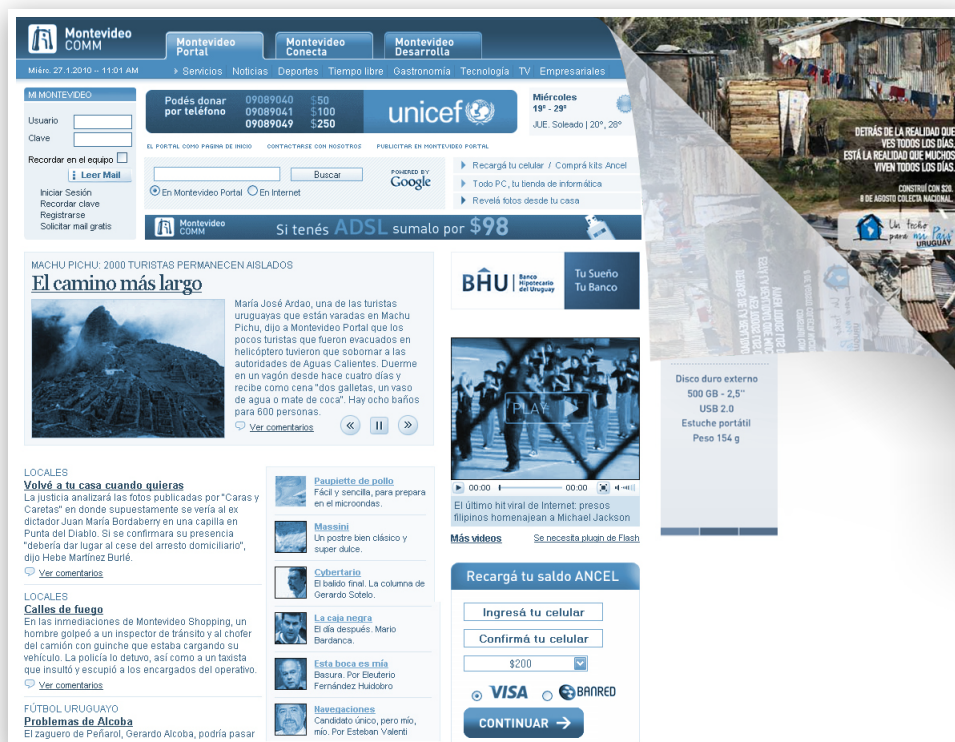 Montevideo
COMM
Montevideo
Portal
Montevideo
Conecta
Montevideo
Desarrolla
Miérc. 27.1.2010 -- 11:01 AM
Servicios
Noticias
Deportes
Tiempo libre
Gastronomía
Tecnología
TV
Empresariales
MI MONTEVIDEO
Usuario
Clave
Recordar en el equipo
Leer Mail
Iniciar Sesión
Recordar clave
Registrarse
Solicitar mail gratis
Podés donar
por teléfono
09089040 $50
09089041 $100
09089049 $250
unicef
Miércoles
19º - 29º
JUE. Soleado | 20º, 28º
EL PORTAL COMO PAGINA DE INICIO
CONTACTARSE CON NOSOTROS
PUBLICITAR EN MONTEVIDEO PORTAL
Buscar
En Montevideo Portal
En Internet
POWERED BY
Google
Recargá tu celular / Comprá kits Ancel
Todo PC, tu tienda de informática
Revelá fotos desde tu casa
Montevideo
COMM
Si tenés ADSL sumalo por $98
DETRÁS DE LA REALIDAD QUE
VES TODOS LOS DÍAS,
ESTÁ LA REALIDAD QUE MUCHOS
VIVEN TODOS LOS DÍAS.
CONSTRUÍ CON $20.
8 DE AGOSTO COLECTA NACIONAL.
Un techo
para mi País
URUGUAY
MACHU PICHU: 2000 TURISTAS PERMANECEN AISLADOS
El camino más largo
María José Ardao, una de las turistas
uruguayas que están varadas en Machu
Pichu, dijo a Montevideo Portal que los
pocos turistas que fueron evacuados en
helicóptero tuvieron que sobornar a las
autoridades de Aguas Calientes. Duerme
en un vagón desde hace cuatro días y
recibe como cena "dos galletas, un vaso
de agua o mate de coca". Hay ocho baños
para 600 personas.
Ver comentarios
BHU
Banco
Hipotecario
del Uruguay
Tu Sueño
Tu Banco
PLAY
00:00
00:00
El último hit viral de Internet: presos
filipinos homenajean a Michael Jackson
Más videos
Se necesita plugin de Flash
Disco duro externo
500 GB - 2,5"
USB 2.0
Estuche portátil
Peso 154 g
LOCALES
Volvé a tu casa cuando quieras
La justicia analizará las fotos publicadas por "Caras y
Caretas" en donde supuestamente se vería al ex
dictador Juan María Bordaberry en una capilla en
Punta del Diablo. Si se confirmara su presencia
"debería dar lugar al cese del arresto domiciliario",
dijo Hebe Martínez Burlé.
Ver comentarios
LOCALES
Calles de fuego
En las inmediaciones de Montevideo Shopping, un
hombre golpeó a un inspector de tránsito y al chofer
del camión con guinche que estaba cargando su
vehículo. La policía lo detuvo, así como a un taxista
que insultó y escupió a los encargados del operativo.
Ver comentarios
FÚTBOL URUGUAYO
Problemas de Alcoba
El zaguero de Peñarol, Gerardo Alcoba, podría pasar
Paupiette de pollo
Fácil y sencilla, para prepara
en el microondas.
Massini
Un postre bien clásico y
super dulce.
Cybertario
El balido final. La columna de
Gerardo Sotelo.
La caja negra
El día después. Mario
Bardanca.
Esta boca es mía
Basura. Por Eleuterio
Fernández Huidobro
Navegaciones
Candidato único, pero mío,
mío. Por Esteban Valenti
Recargá tu saldo ANCEL
Ingresá tu celular
Confirmá tu celular
$200
VISA
BANRED
CONTINUAR